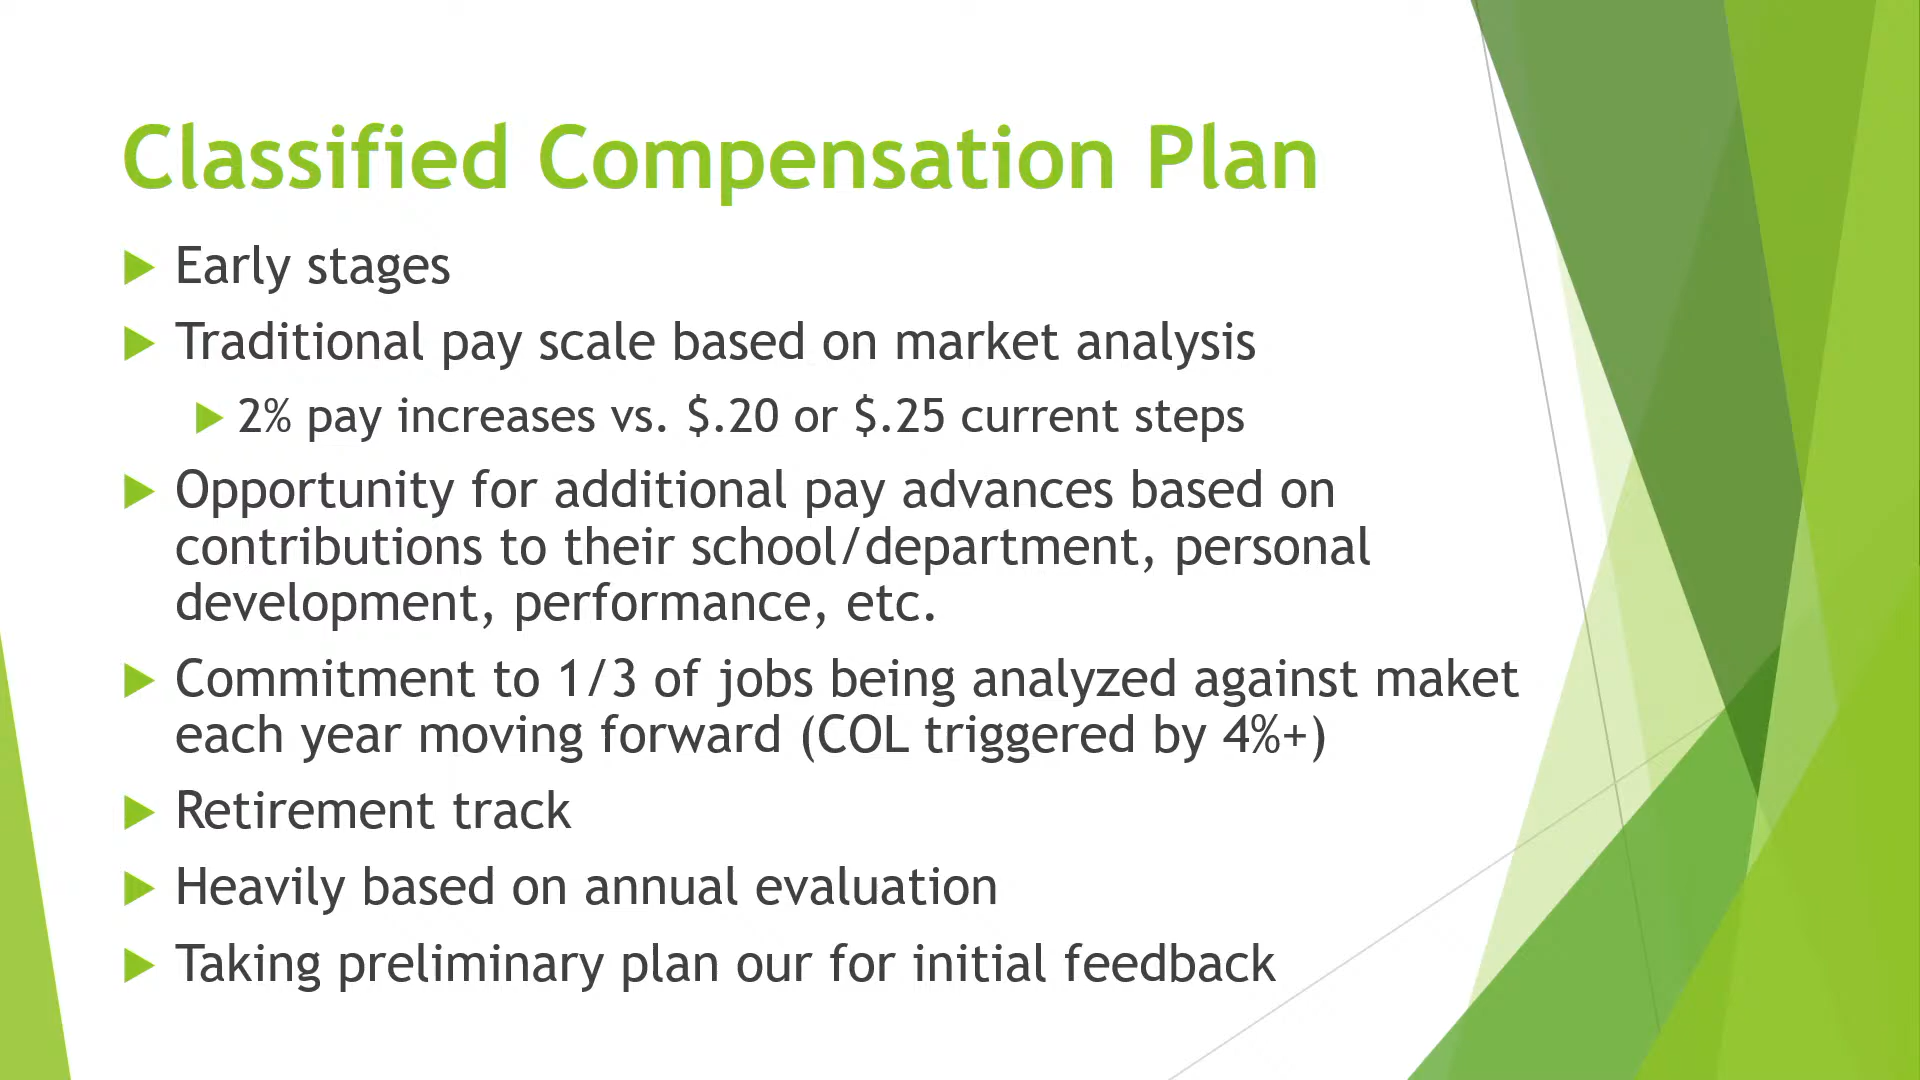 Classified Compensation Plan
Early stages
Traditional pay scale based on market analysis
2% pay increases vs. $.20 or $.25 current steps
Opportunity for additional pay advances based on
contributions to their school/department, personal
development, performance, etc.
Commitment to 1/3 of jobs being analyzed against maket
each year moving forward (COL triggered by 4%+)
Retirement track
Heavily based on annual evaluation
Taking preliminary plan our for initial feedback